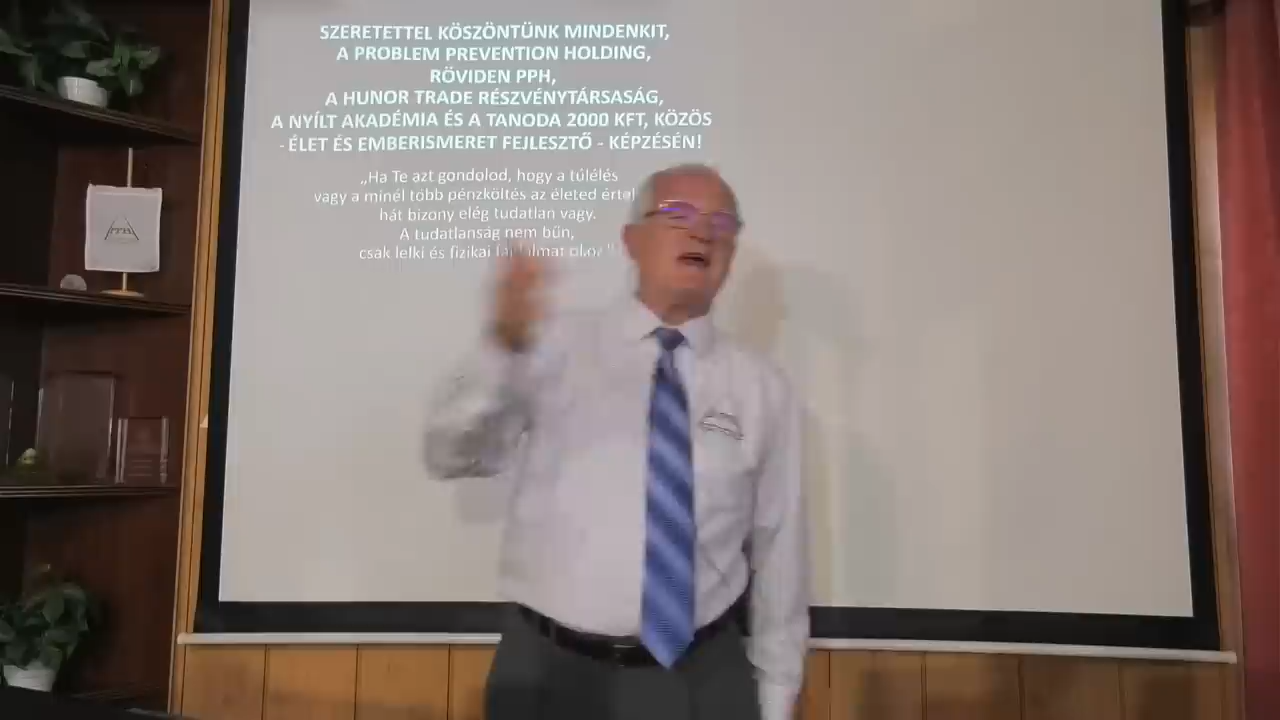 SZERETETTEL KÖSZÖNTÜNK MINDENKIT,
A PROBLEM PREVENTION HOLDING,
RÖVIDEN PPH,
A HUNOR TRADE RÉSZVÉNYTÁRSASÁG,
A NYÍLT AKADÉMIA ÉS A TANODA 2000 KFT, KÖZÖS
- ÉLET ÉS EMBERISMERET FEJLESZTŐ - KÉPZÉSÉN!
„Ha Te azt gondolod, hogy a túlélés
vagy a minél több pénzköltés az életed
hát bizony elég tudatlan vagy.
A tudatlanság nem bűn,
csak lelki és fizikai